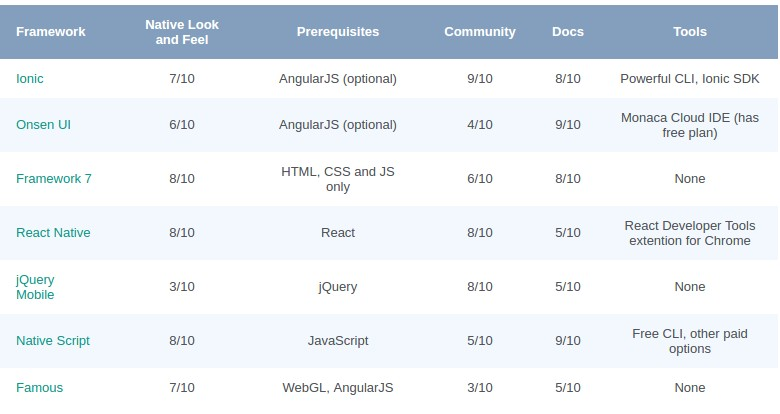 Framework Native Look and Feel Prerequisites Community Docs Tools
Ionic 7/10 AngularJS (optional) 9/10 8/10 Powerful CLI, Ionic SDK
Onsen UI 6/10 AngularJS (optional) 4/10 9/10 Monaca Cloud IDE (has free plan)
Framework 7 8/10 HTML, CSS and JS only 6/10 8/10 None
React Native 8/10 React 8/10 5/10 React Developer Tools extention for Chrome
jQuery Mobile 3/10 jQuery 8/10 5/10 None
Native Script 8/10 JavaScript 5/10 9/10 Free CLI, other paid options
Famous 7/10 WebGL, AngularJS 3/10 5/10 None